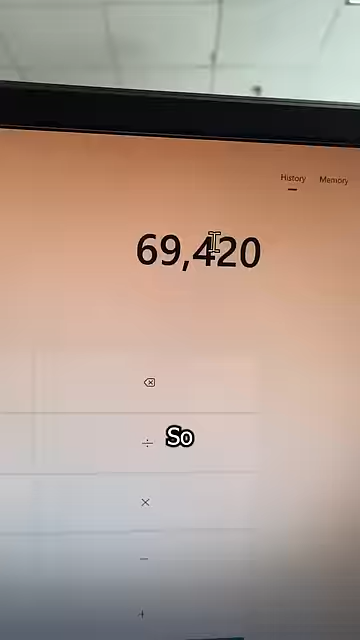 History Memory
69,420
÷ So
×
−
+